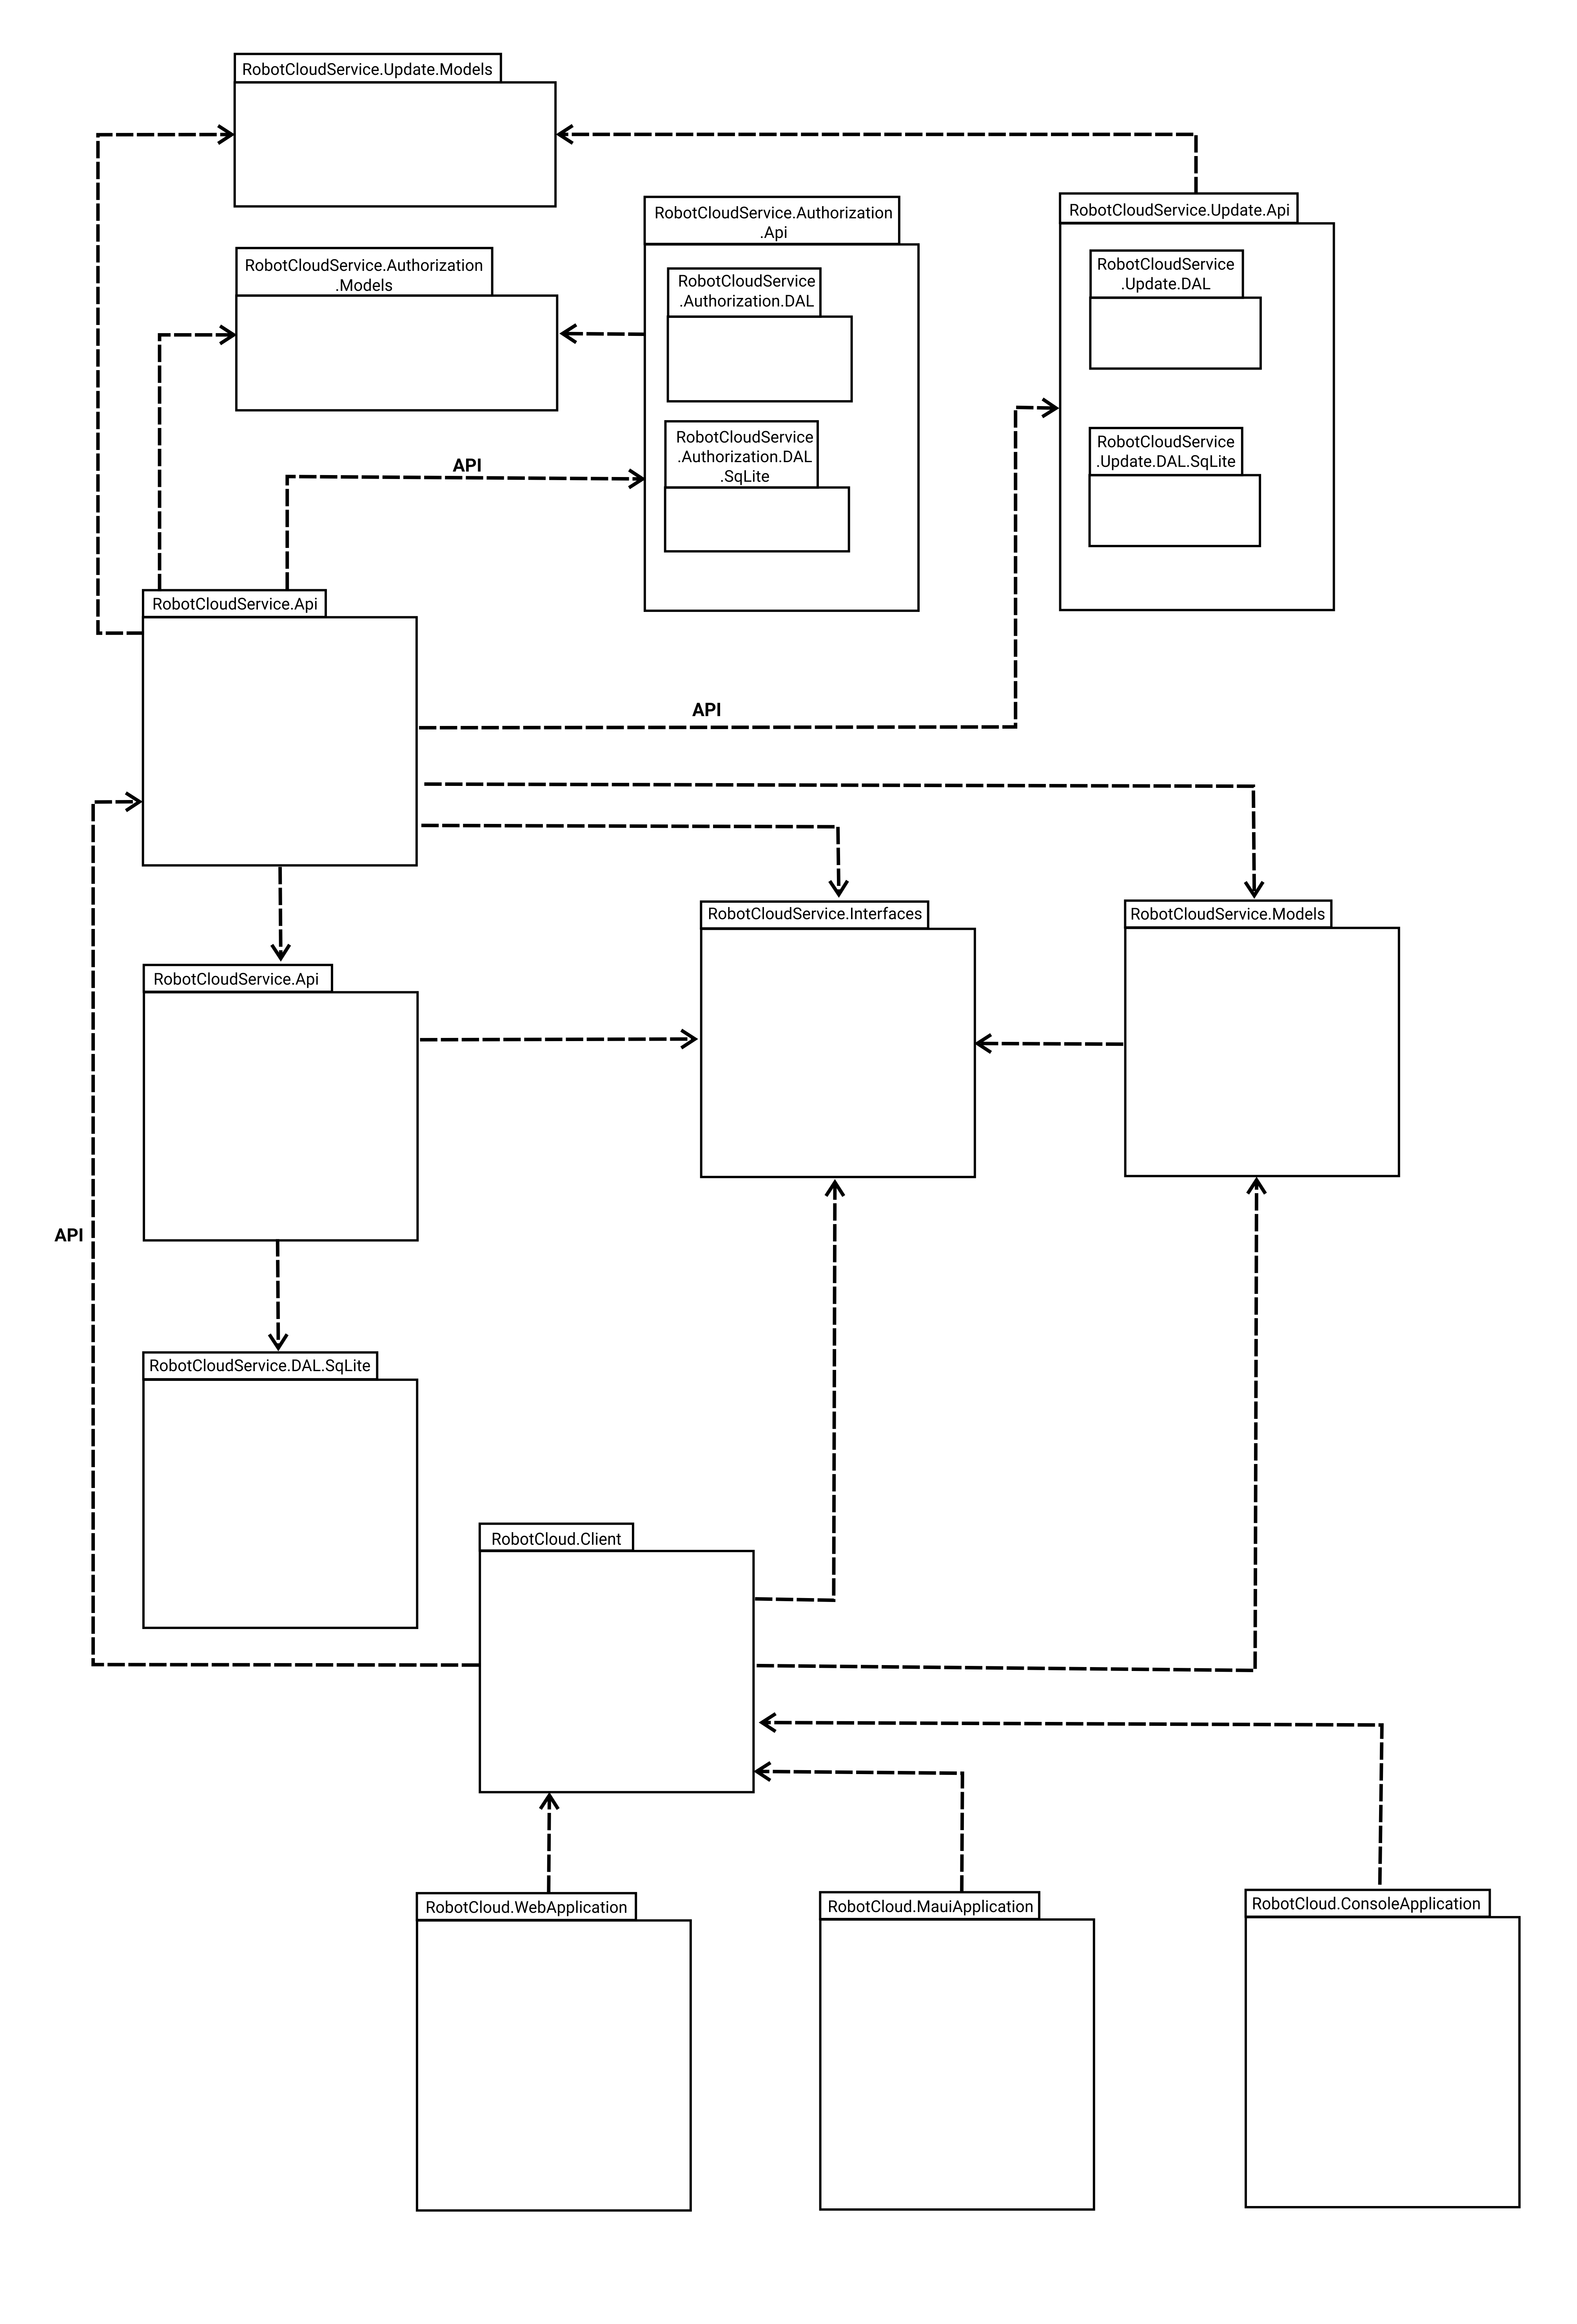 RobotCloudService.Update.Models
RobotCloudService.Authorization
.Api
RobotCloudService.Update.Api
RobotCloudService.Authorization
.Models
RobotCloudService
.Authorization.DAL
RobotCloudService
.Update.DAL
RobotCloudService
.Authorization.DAL
.SqLite
RobotCloudService
.Update.DAL.SqLite
API
RobotCloudService.Api
API
RobotCloudService.Interfaces
RobotCloudService.Models
RobotCloudService.Api
API
RobotCloudService.DAL.SqLite
RobotCloud.Client
RobotCloud.WebApplication
RobotCloud.MauiApplication
RobotCloud.ConsoleApplication